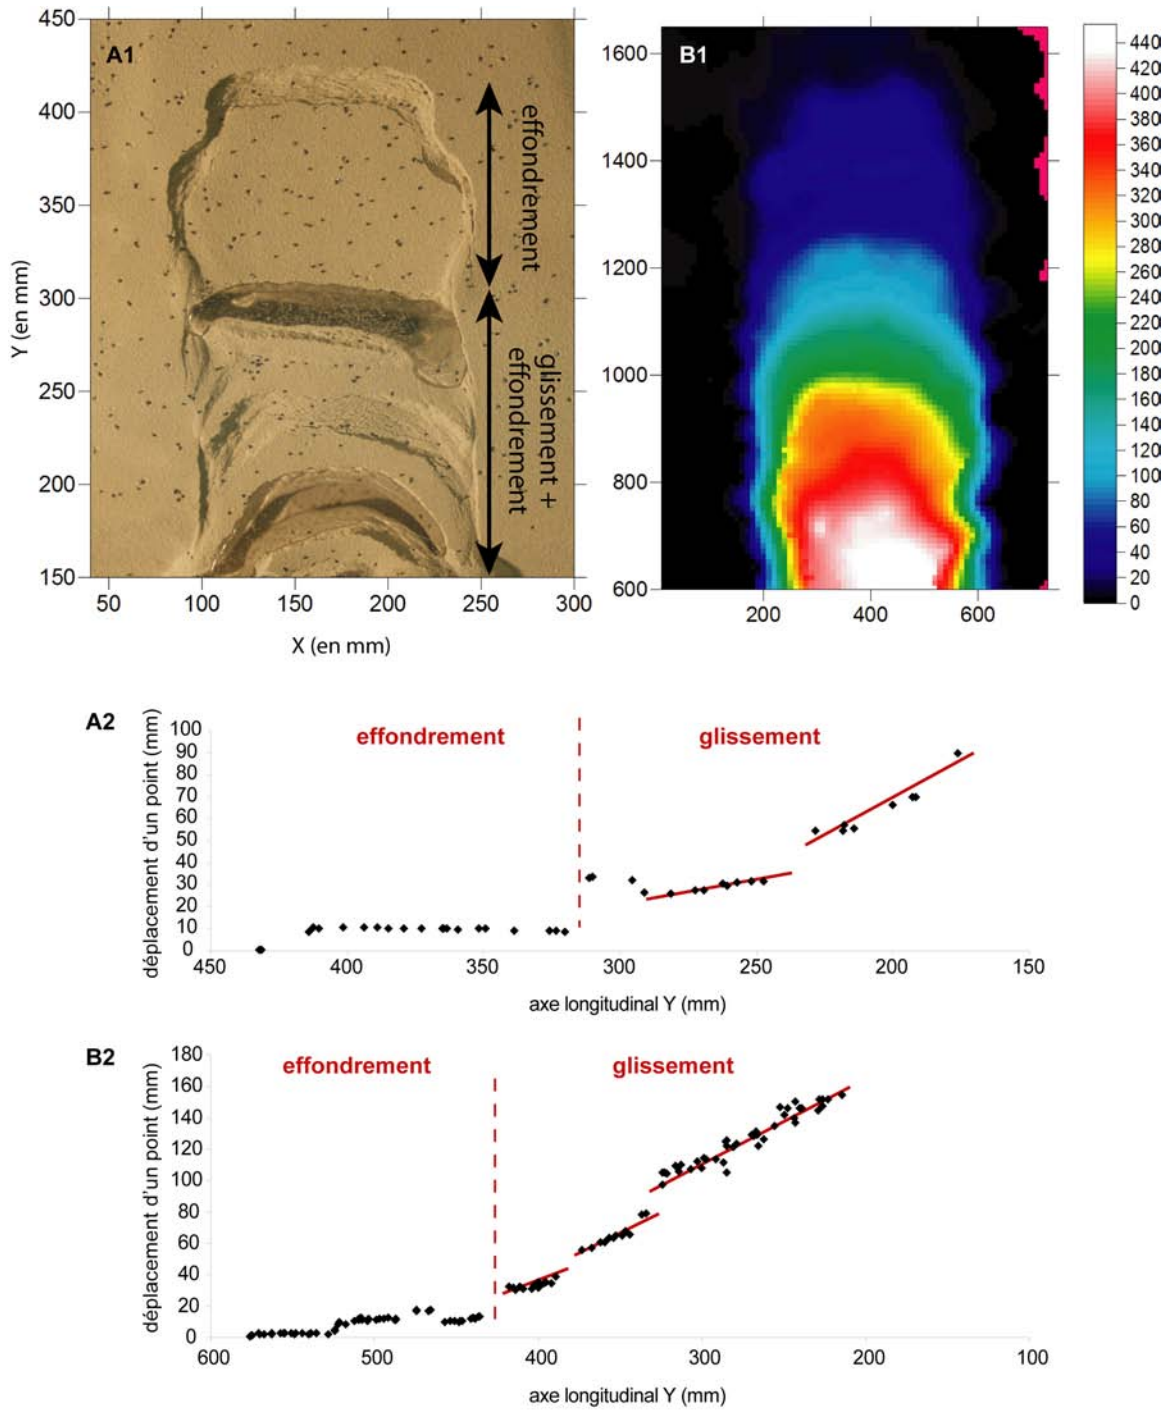 A1
450
400
350
300
250
200
150
Y (en mm)
50 100 150 200 250 300
X (en mm)
effondrement
glissement +
effondrement
B1
1600
1400
1200
1000
800
600
200 400 600
440
420
400
380
360
340
320
300
280
260
240
220
200
180
160
140
120
100
80
60
40
20
0
A2
effondrement
glissement
déplacement d'un point (mm)
100
90
80
70
60
50
40
30
20
10
0
450 400 350 300 250 200 150
axe longitudinal Y (mm)
B2
effondrement
glissement
déplacement d'un point (mm)
180
160
140
120
100
80
60
40
20
0
600 500 400 300 200 100
axe longitudinal Y (mm)